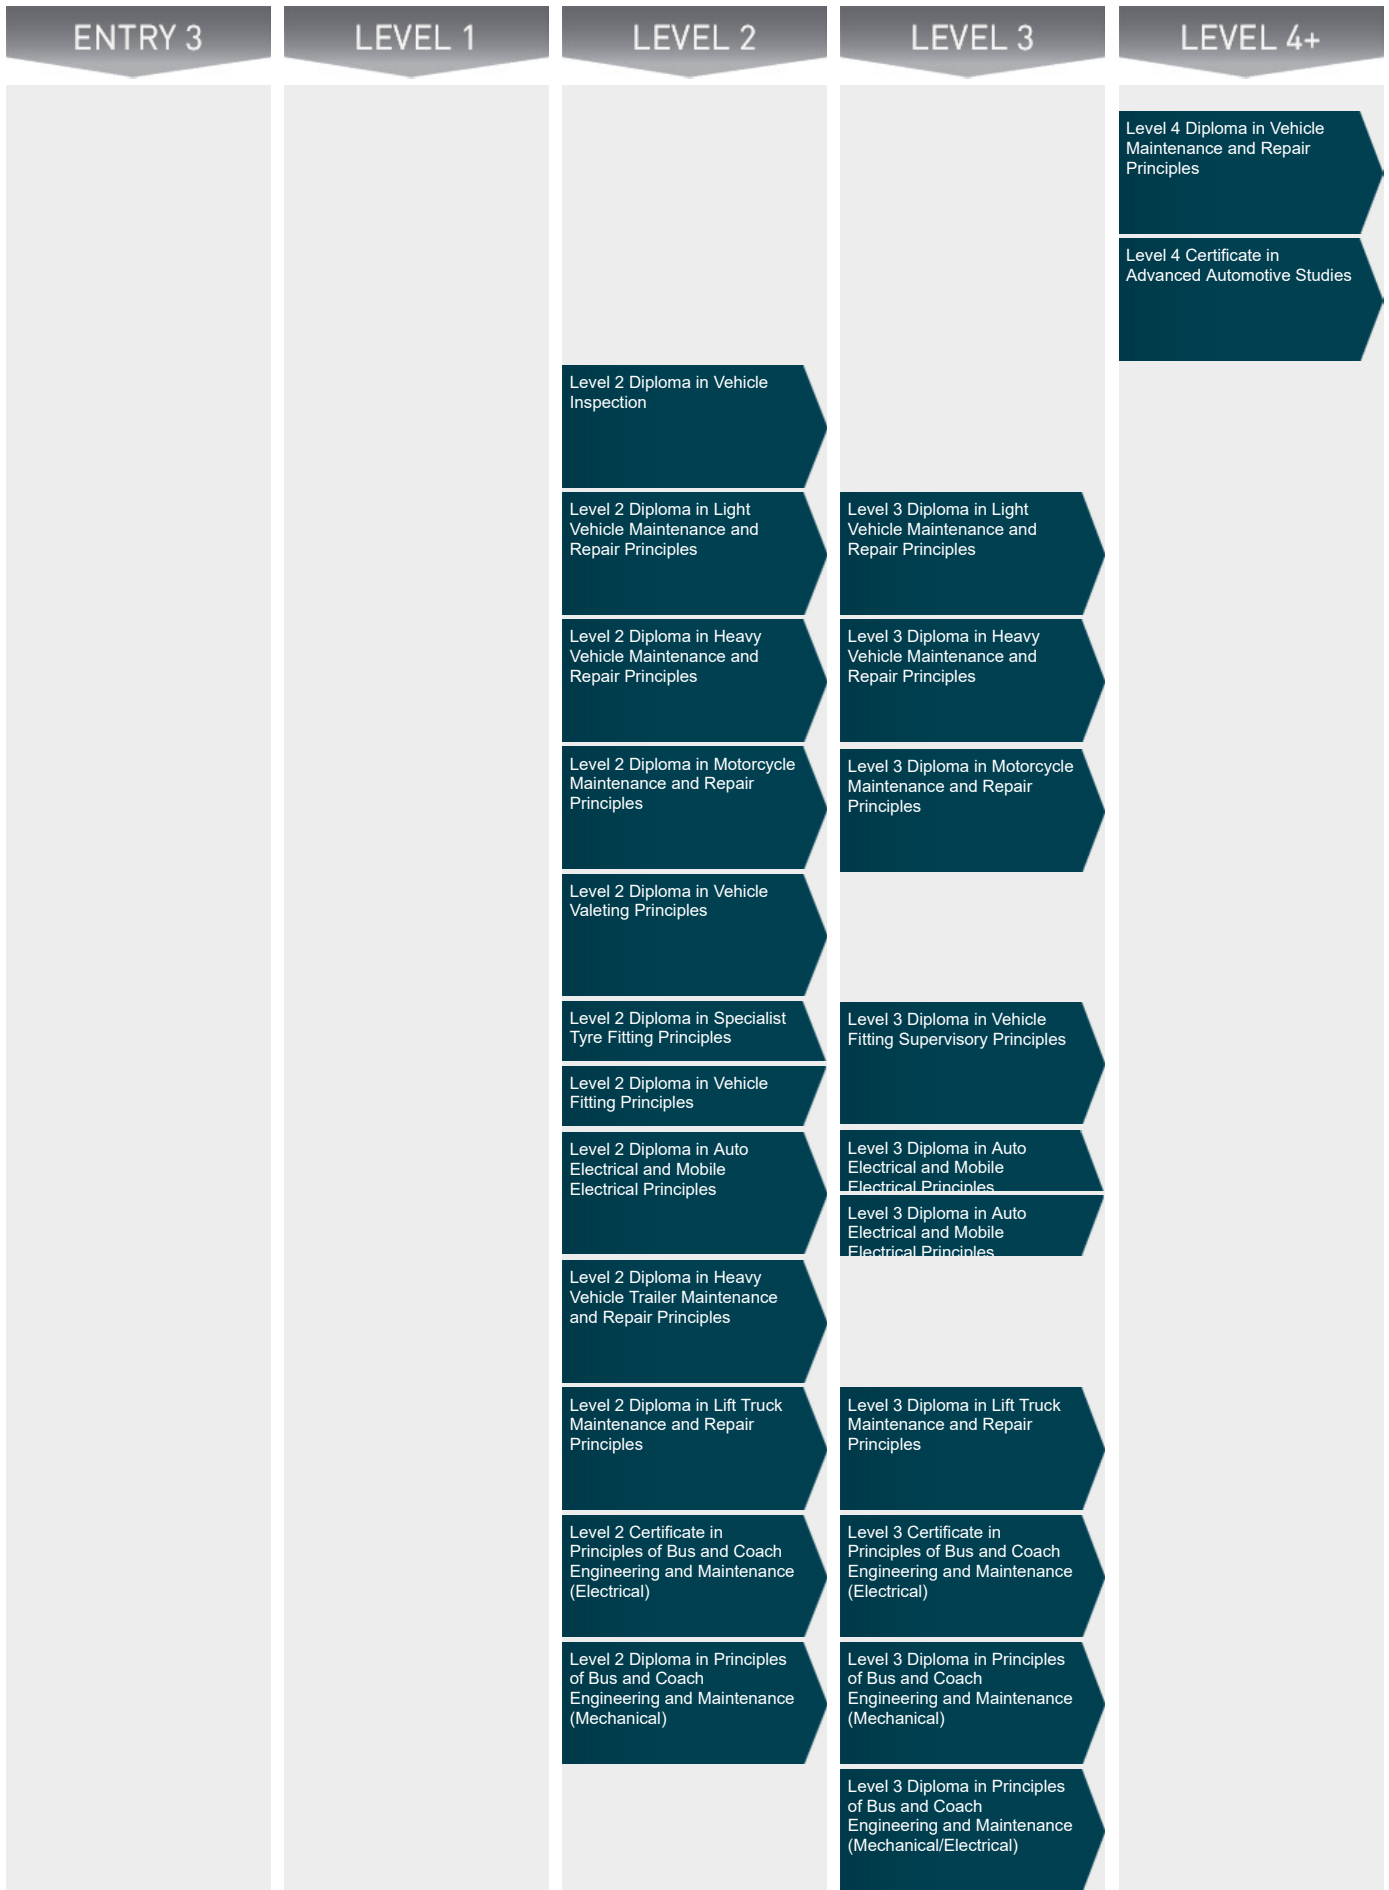 ENTRY 3
LEVEL 1
LEVEL 2
LEVEL 3
LEVEL 4+
Level 4 Diploma in Vehicle
Maintenance and Repair
Principles
Level 4 Certificate in
Advanced Automotive Studies
Level 2 Diploma in Vehicle
Inspection
Level 2 Diploma in Light
Vehicle Maintenance and
Repair Principles
Level 3 Diploma in Light
Vehicle Maintenance and
Repair Principles
Level 2 Diploma in Heavy
Vehicle Maintenance and
Repair Principles
Level 3 Diploma in Heavy
Vehicle Maintenance and
Repair Principles
Level 2 Diploma in Motorcycle
Maintenance and Repair
Principles
Level 3 Diploma in Motorcycle
Maintenance and Repair
Principles
Level 2 Diploma in Vehicle
Valeting Principles
Level 2 Diploma in Specialist
Tyre Fitting Principles
Level 3 Diploma in Vehicle
Fitting Supervisory Principles
Level 2 Diploma in Vehicle
Fitting Principles
Level 2 Diploma in Auto
Electrical and Mobile
Electrical Principles
Level 3 Diploma in Auto
Electrical and Mobile
Electrical Principles
Level 3 Diploma in Auto
Electrical and Mobile
Electrical Principles
Level 2 Diploma in Heavy
Vehicle Trailer Maintenance
and Repair Principles
Level 2 Diploma in Lift Truck
Maintenance and Repair
Principles
Level 3 Diploma in Lift Truck
Maintenance and Repair
Principles
Level 2 Certificate in
Principles of Bus and Coach
Engineering and Maintenance
(Electrical)
Level 3 Certificate in
Principles of Bus and Coach
Engineering and Maintenance
(Electrical)
Level 2 Diploma in Principles
of Bus and Coach
Engineering and Maintenance
(Mechanical)
Level 3 Diploma in Principles
of Bus and Coach
Engineering and Maintenance
(Mechanical)
Level 3 Diploma in Principles
of Bus and Coach
Engineering and Maintenance
(Mechanical/Electrical)